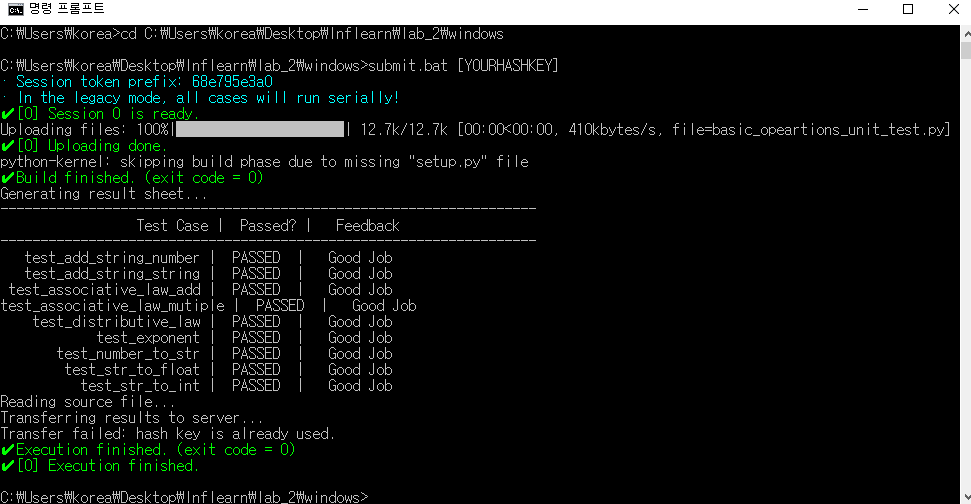 명령 프롬프트
C:₩Users₩korea>cd C:₩Users₩korea₩Desktop₩Inflearn₩lab_2₩windows
C:₩Users₩korea₩Desktop₩Inflearn₩lab_2₩windows>submit.bat [YOURHASHKEY]
· Session token prefix: 68e795e3a0
· In the legacy mode, all cases will run serially!
✔[0] Session 0 is ready.
Uploading files: 100%|██████████| 12.7k/12.7k [00:00<00:00, 410kbytes/s, file=basic_opeartions_unit_test.py]
✔[0] Uploading done.
python-kernel: skipping build phase due to missing "setup.py" file
✔Build finished. (exit code = 0)
Generating result sheet...
-------------------------------------------------------------------
Test Case | Passed? | Feedback
-------------------------------------------------------------------
test_add_string_number | PASSED | Good Job
test_add_string_string | PASSED | Good Job
test_associative_law_add | PASSED | Good Job
test_associative_law_mutiple | PASSED | Good Job
test_distributive_law | PASSED | Good Job
test_exponent | PASSED | Good Job
test_number_to_str | PASSED | Good Job
test_str_to_float | PASSED | Good Job
test_str_to_int | PASSED | Good Job
Reading source file...
Transferring results to server...
Transfer failed: hash key is already used.
✔Execution finished. (exit code = 0)
✔[0] Execution finished.
C:₩Users₩korea₩Desktop₩Inflearn₩lab_2₩windows>